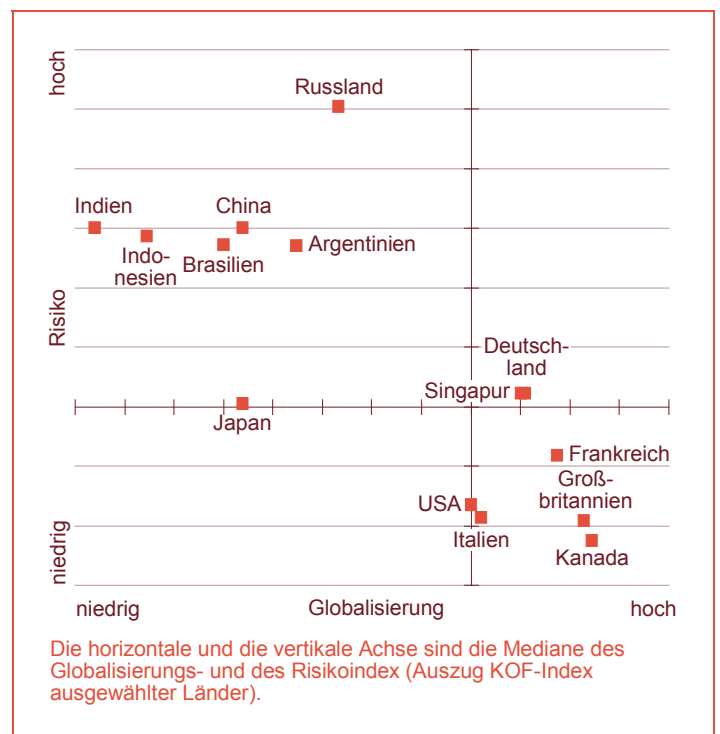 hoch
Russland
Indien
China
Indo-
nesien
Brasilien
Argentinien
Risiko
Deutsch-
land
Singapur
Japan
Frankreich
Groß-
britannien
USA
Italien
Kanada
niedrig
niedrig Globalisierung hoch
Die horizontale und die vertikale Achse sind die Mediane des
Globalisierungs- und des Risikoindex (Auszug KOF-Index
ausgewählter Länder).